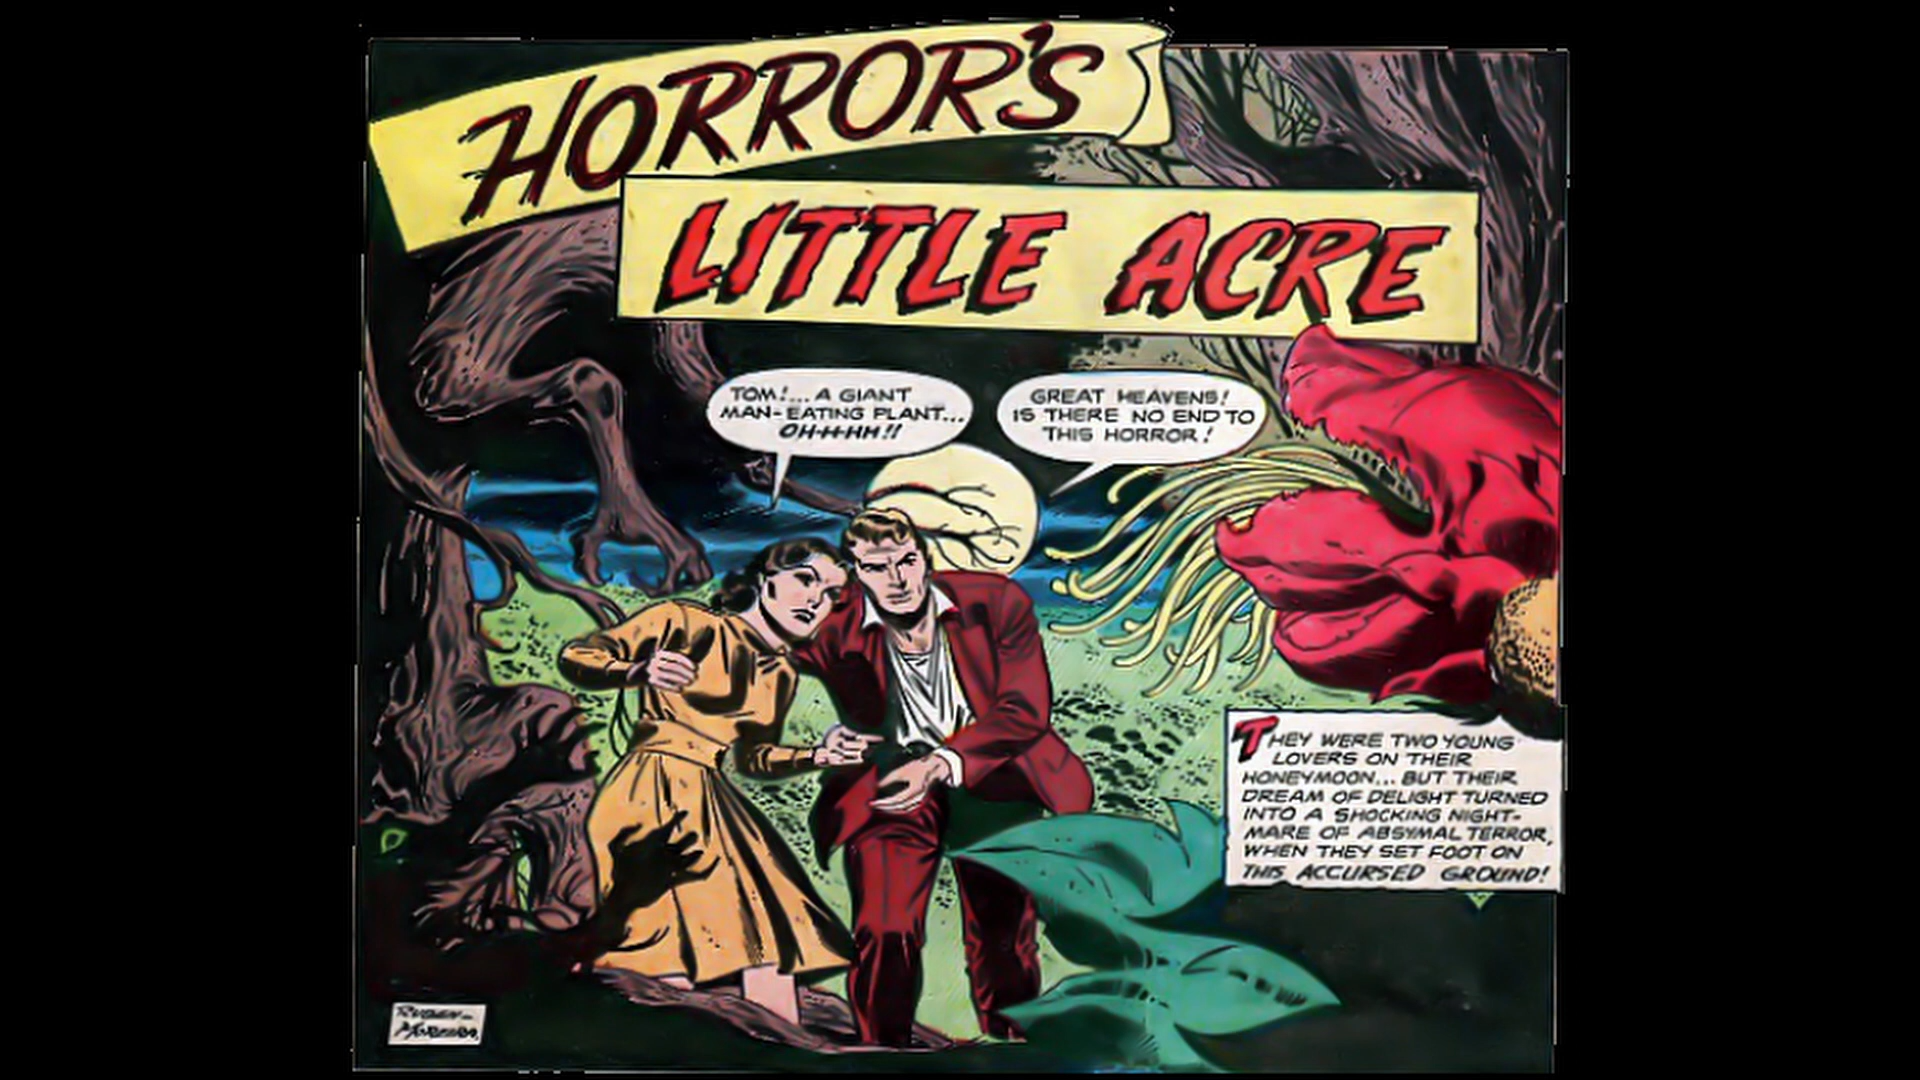 HORROR'S
LITTLE ACRE
TOM!... A GIANT
MAN-EATING PLANT...
OH-H-HH!!
GREAT HEAVENS!
IS THERE NO END TO
THIS HORROR!
THEY WERE TWO YOUNG
LOVERS ON THEIR
HONEYMOON... BUT THEIR
DREAM OF DELIGHT TURNED
INTO A SHOCKING NIGHT-
MARE OF ABSYMAL TERROR,
WHEN THEY SET FOOT ON
THIS ACCURSED GROUND!
RUBEN-
MOREIRA.